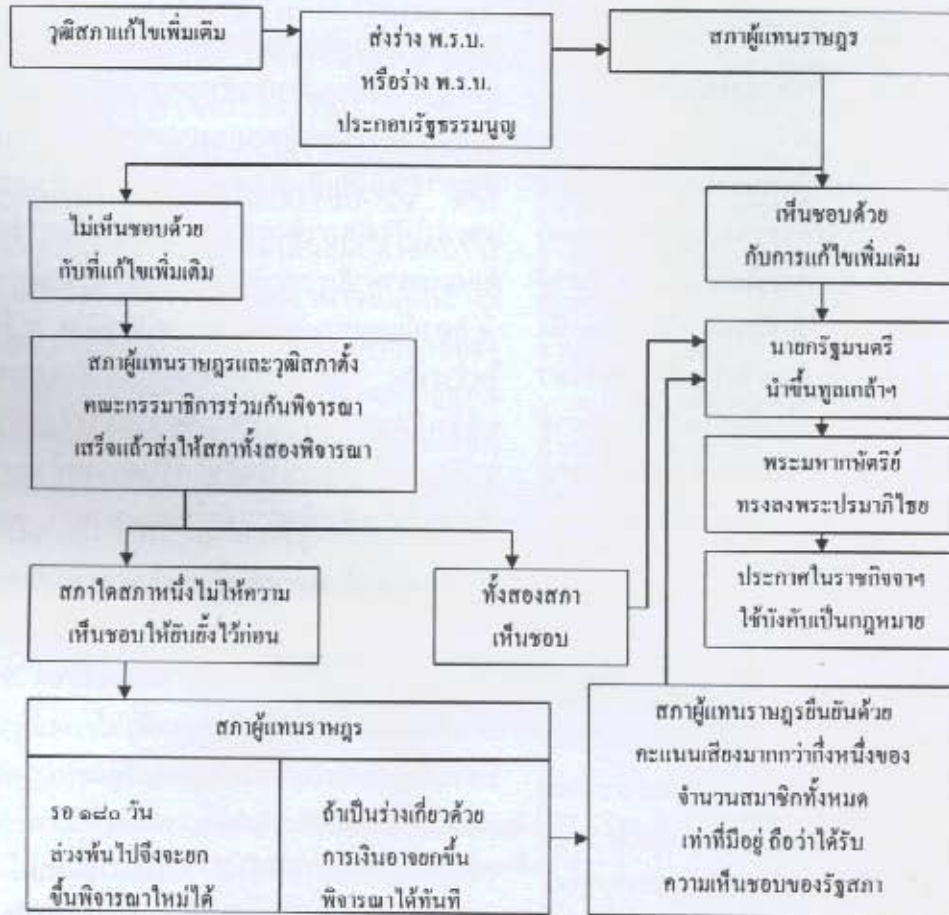 วุฒิสภาแก้ไขเพิ่มเติม
ส่งร่าง พ.ร.บ.
หรือร่าง พ.ร.บ.
ประกอบรัฐธรรมนูญ
สภาผู้แทนราษฎร
ไม่เห็นชอบด้วย
กับที่แก้ไขเพิ่มเติม
เห็นชอบด้วย
กับการแก้ไขเพิ่มเติม
สภาผู้แทนราษฎรและวุฒิสภาตั้ง
คณะกรรมาธิการร่วมกันพิจารณา
เสร็จแล้วส่งให้สภาทั้งสองพิจารณา
นายกรัฐมนตรี
นำขึ้นทูลเกล้าฯ
พระมหากษัตริย์
ทรงลงพระปรมาภิไธย
สภาใดสภาหนึ่งไม่ให้ความ
เห็นชอบให้ยับยั้งไว้ก่อน
ทั้งสองสภา
เห็นชอบ
ประกาศในราชกิจจาฯ
ใช้บังคับเป็นกฎหมาย
สภาผู้แทนราษฎร
รอ ๑๘๐ วัน
ล่วงพ้นไปจึงจะยก
ขึ้นพิจารณาใหม่ได้
ถ้าเป็นร่างเกี่ยวด้วย
การเงินอาจยกขึ้น
พิจารณาได้ทันที
สภาผู้แทนราษฎรยืนยันด้วย
คะแนนเสียงมากกว่ากึ่งหนึ่งของ
จำนวนสมาชิกทั้งหมด
เท่าที่มีอยู่ ถือว่าได้รับ
ความเห็นชอบของรัฐสภา